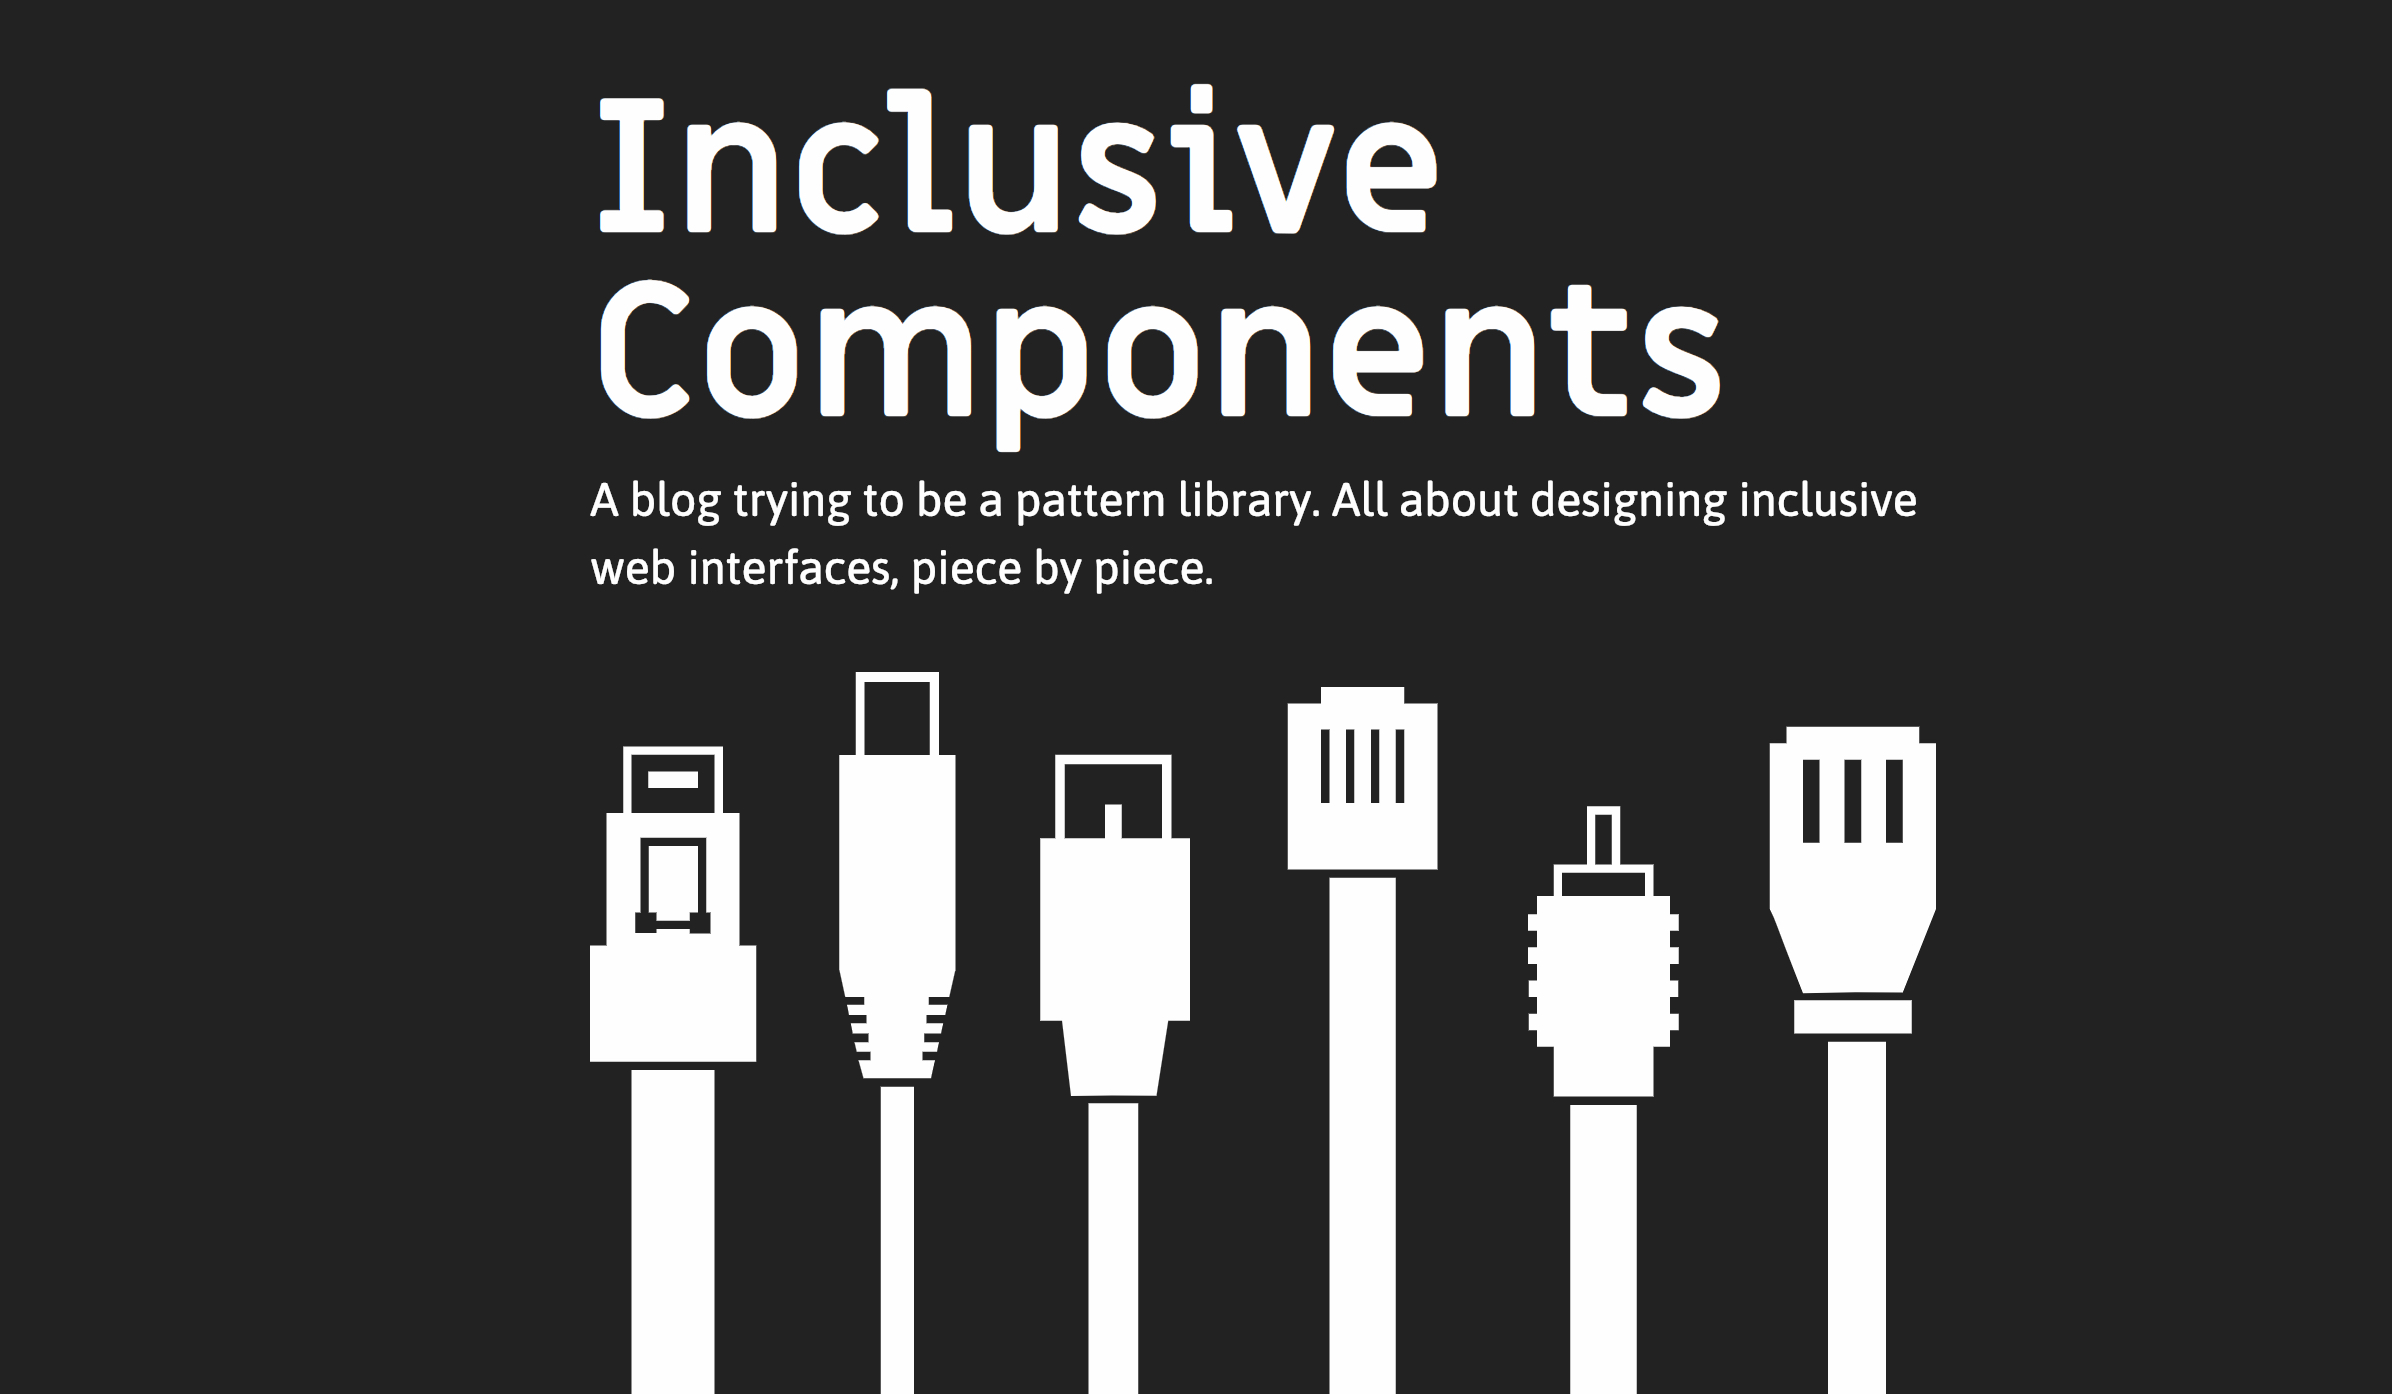 Inclusive
Components
A blog trying to be a pattern library. All about designing inclusive
web interfaces, piece by piece.